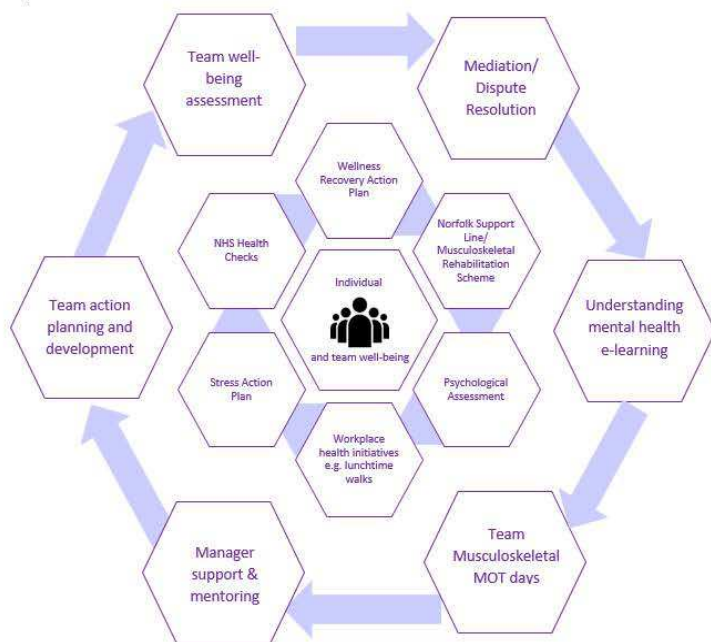 Team well-
being
assessment
Mediation/
Dispute
Resolution
Wellness
Recovery Action
Plan
NHS Health
Checks
Norfolk Support
Line/
Musculoskeletal
Rehabilitation
Scheme
Individual
and team well-being
Team action
planning and
development
Understanding
mental health
e-learning
Stress Action
Plan
Psychological
Assessment
Workplace
health initiatives
e.g. lunchtime
walks
Manager
support &
mentoring
Team
Musculoskeletal
MOT days